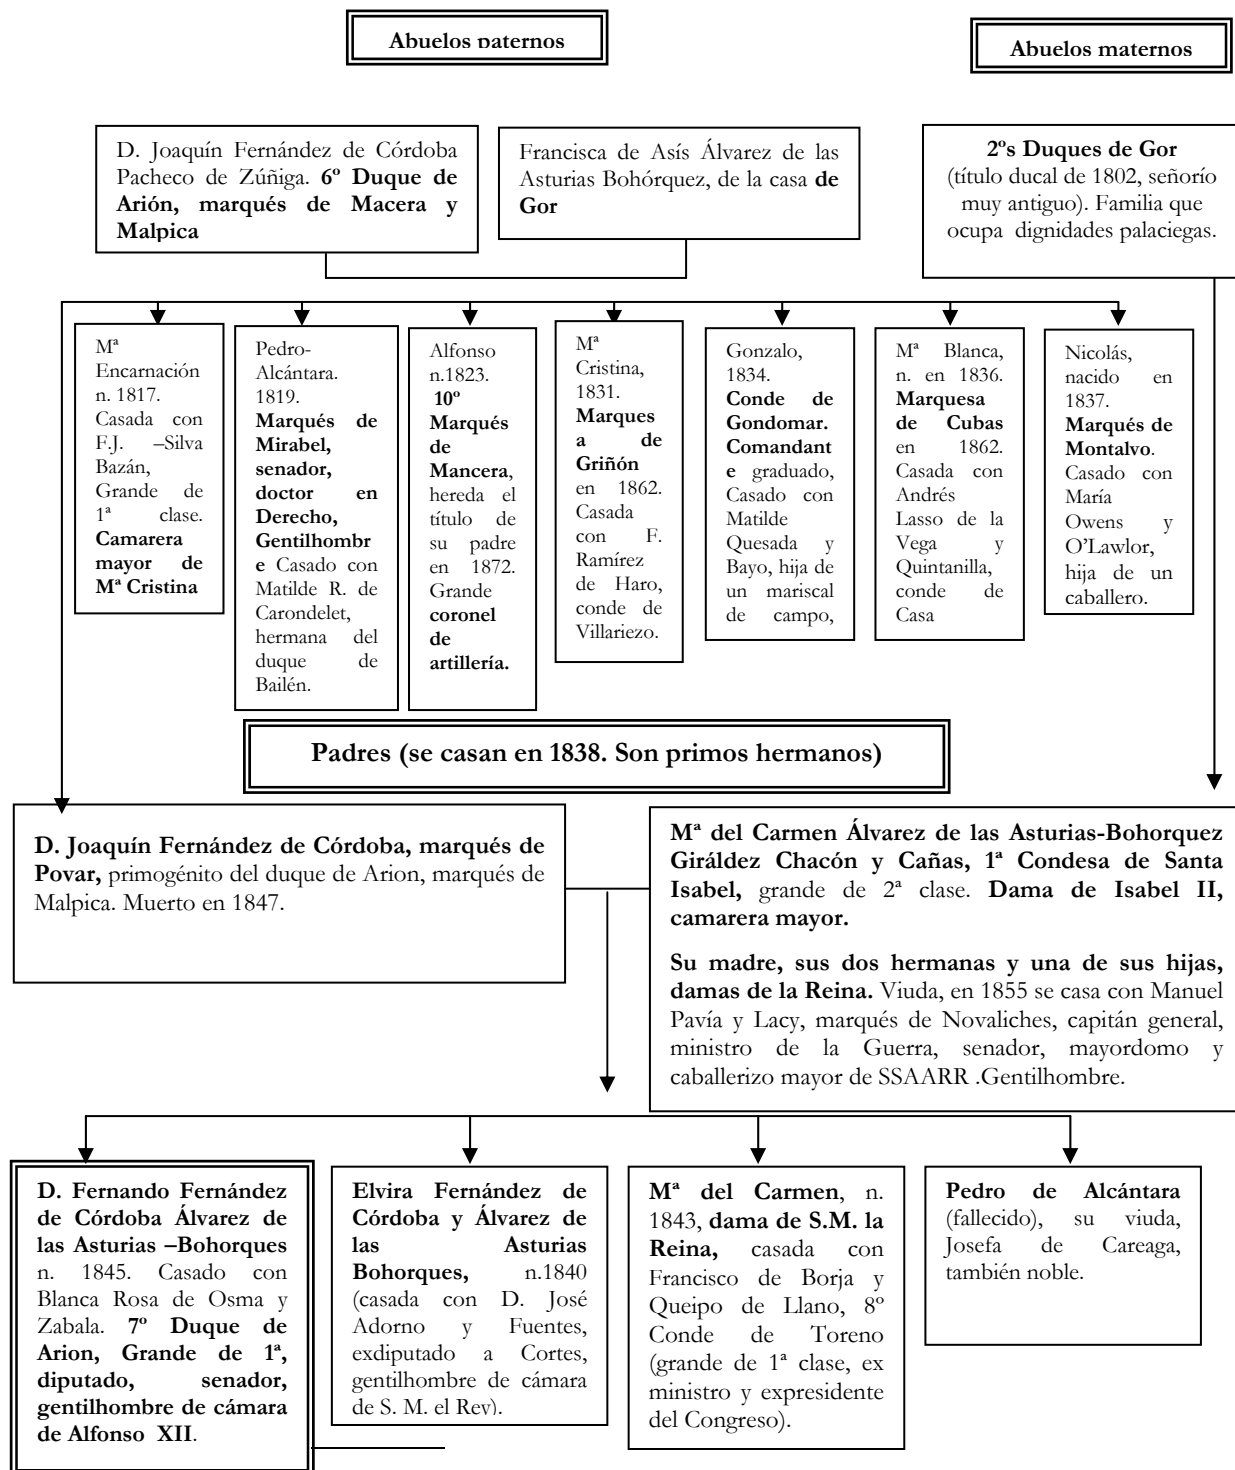 Abuelos paternos
Abuelos maternos
D. Joaquín Fernández de Córdoba
Pacheco de Zúñiga. 6º Duque de
Arión, marqués de Macera y
Malpica
Francisca de Asís Álvarez de las
Asturias Bohórquez, de la casa de
Gor
2ºs Duques de Gor
(título ducal de 1802, señorío
muy antiguo). Familia que
ocupa dignidades palaciegas.
Mª
Encarnación
n. 1817.
Casada con
F.J. –Silva
Bazán,
Grande de
1ª clase.
Camarera
mayor de
Mª Cristina
Pedro-
Alcántara.
1819.
Marqués de
Mirabel,
senador,
doctor en
Derecho,
Gentilhombr
e Casado con
Matilde R. de
Carondelet,
hermana del
duque de
Bailén.
Alfonso
n.1823.
10º
Marqués
de
Mancera,
hereda el
título de
su padre
en 1872.
Grande
coronel
de
artillería.
Mª
Cristina,
1831.
Marques
a de
Griñón
en 1862.
Casada
con F.
Ramírez
de Haro,
conde de
Villariezo.
Gonzalo,
1834.
Conde de
Gondomar.
Comandant
e graduado,
Casado con
Matilde
Quesada y
Bayo, hija de
un mariscal
de campo,
Mª Blanca,
n. en 1836.
Marquesa
de Cubas
en 1862.
Casada con
Andrés
Lasso de la
Vega y
Quintanilla,
conde de
Casa
Nicolás,
nacido en
1837.
Marqués de
Montalvo.
Casado con
María
Owens y
O'Lawlor,
hija de un
caballero.
Padres (se casan en 1838. Son primos hermanos)
D. Joaquín Fernández de Córdoba, marqués de
Povar, primogénito del duque de Arion, marqués de
Malpica. Muerto en 1847.
Mª del Carmen Álvarez de las Asturias-Bohorquez
Giráldez Chacón y Cañas, 1ª Condesa de Santa
Isabel, grande de 2ª clase. Dama de Isabel II,
camarera mayor.
Su madre, sus dos hermanas y una de sus hijas,
damas de la Reina. Viuda, en 1855 se casa con Manuel
Pavía y Lacy, marqués de Novaliches, capitán general,
ministro de la Guerra, senador, mayordomo y
caballerizo mayor de SSAARR .Gentilhombre.
D. Fernando Fernández
de Córdoba Álvarez de
las Asturias –Bohorques
n. 1845. Casado con
Blanca Rosa de Osma y
Zabala. 7º Duque de
Arion, Grande de 1ª,
diputado, senador,
gentilhombre de cámara
de Alfonso XII.
Elvira Fernández de
Córdoba y Álvarez de
las Asturias
Bohorques, n.1840
(casada con D. José
Adorno y Fuentes,
exdiputado a Cortes,
gentilhombre de cámara
de S. M. el Rey).
Mª del Carmen, n.
1843, dama de S.M. la
Reina, casada con
Francisco de Borja y
Queipo de Llano, 8º
Conde de Toreno
(grande de 1ª clase, ex
ministro y expresidente
del Congreso).
Pedro de Alcántara
(fallecido), su viuda,
Josefa de Careaga,
también noble.